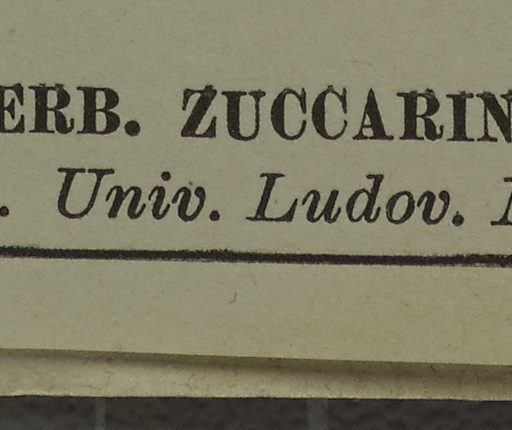 ERB. ZUCCARIN
. Univ. Ludov.